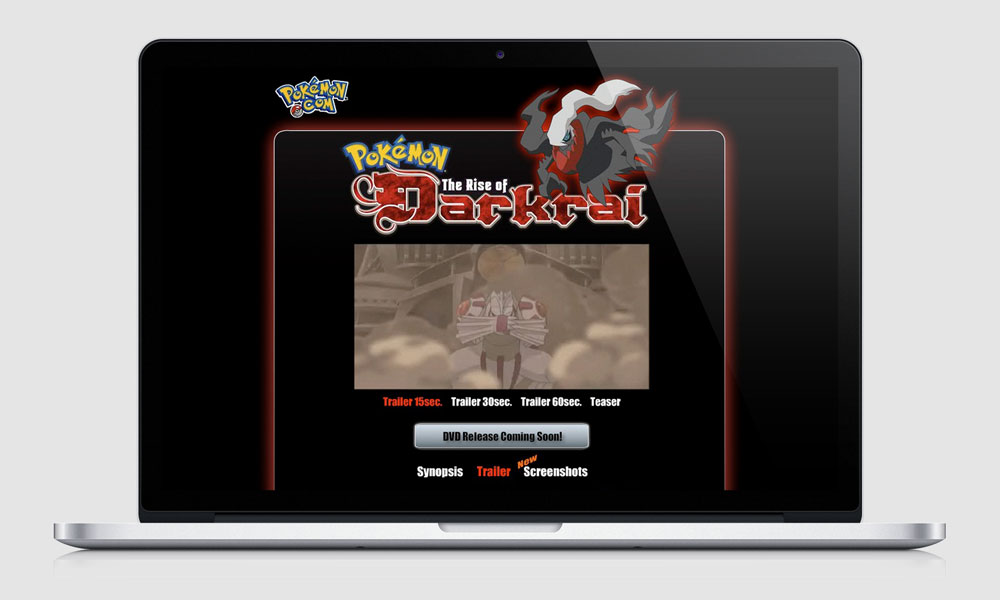 POKéMON
.COM
POKéMON
The Rise of
Darkrai
Trailer 15sec. Trailer 30sec. Trailer 60sec. Teaser
DVD Release Coming Soon!
New
Synopsis Trailer Screenshots